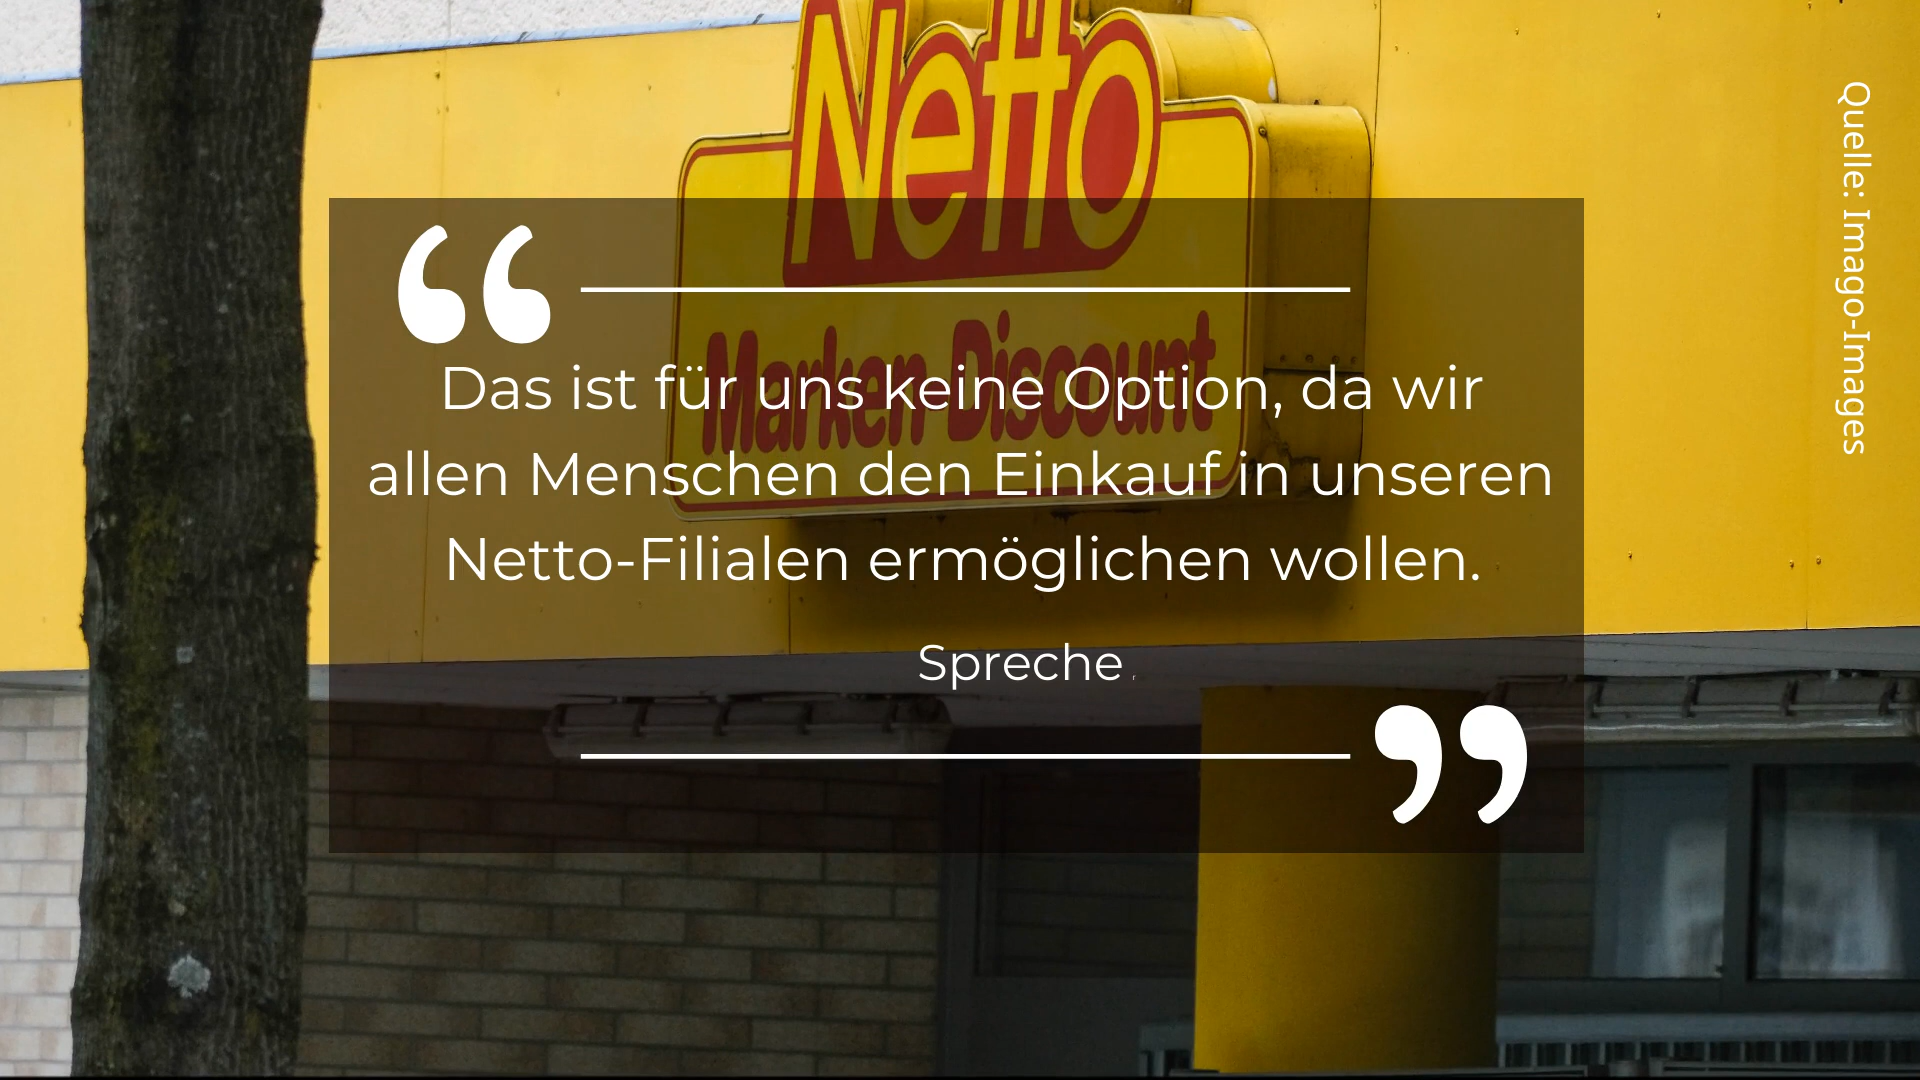 Netto
Marken-Discount
“
Das ist für uns keine Option, da wir
allen Menschen den Einkauf in unseren
Netto-Filialen ermöglichen wollen.
Sprecher
”
Quelle: Imago-Images